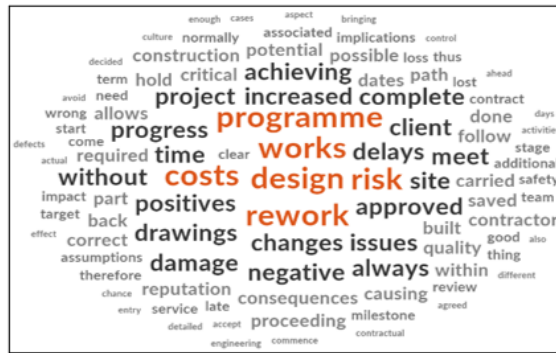 enough cases aspect bringing
culture normally associated implications control
decided construction potential possible loss thus
term hold critical achieving dates path lost ahead
avoid need project increased complete contract
wrong allows programme client done days
start progress works delays follow activities
defects come meet stage
actual required time clear additional
without costs design risk site carried safety
impact part positives approved saved team
target back rework built contractor
effect correct drawings changes issues quality good also
assumptions thing
therefore damage negative always within different
chance reputation consequences causing review
entry service late milestone agreed
detailed accept proceeding contractual
engineering commence